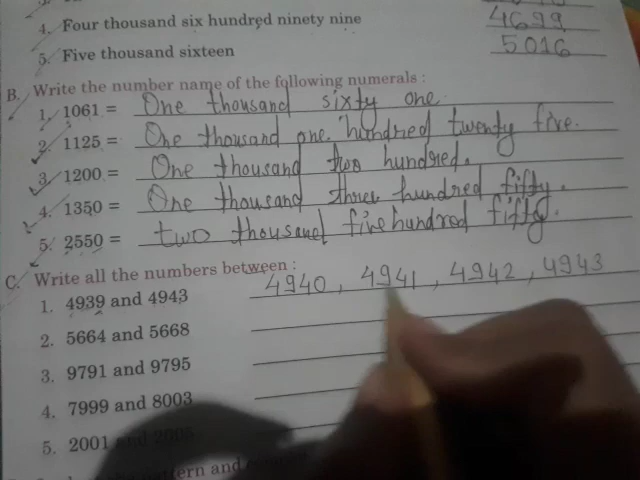 4. Four thousand six hundred ninety nine 4699
5. Five thousand sixteen 5016
B. Write the number name of the following numerals :
1. 1061 = One thousand sixty one
2. 1125 = One thousand one hundred twenty five.
3. 1200 = One thousand two hundred.
4. 1350 = One thousand three hundred fifty.
5. 2550 = two thousand five hundred fifty.
C. Write all the numbers between :
1. 4939 and 4943 4940, 4941, 4942, 4943
2. 5664 and 5668
3. 9791 and 9795
4. 7999 and 8003
5. 2001 and 2005
pattern and